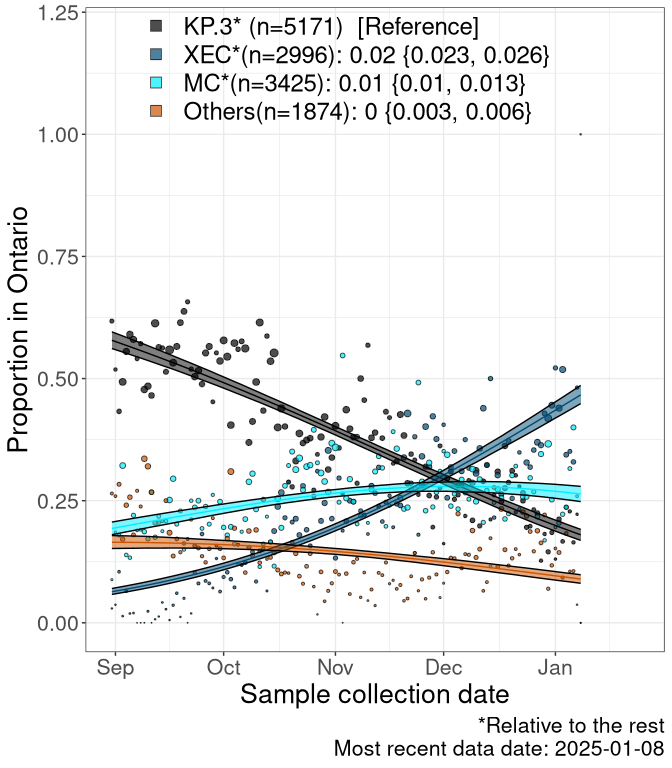 KP.3* (n=5171)  [Reference]
XEC*(n=2996): 0.02 {0.023, 0.026}
MC*(n=3425): 0.01 {0.01, 0.013}
Others(n=1874): 0 {0.003, 0.006}
1.25
1.00
0.75
0.50
0.25
0.00
Proportion in Ontario
Sep Oct Nov Dec Jan
Sample collection date
*Relative to the rest
Most recent data date: 2025-01-08